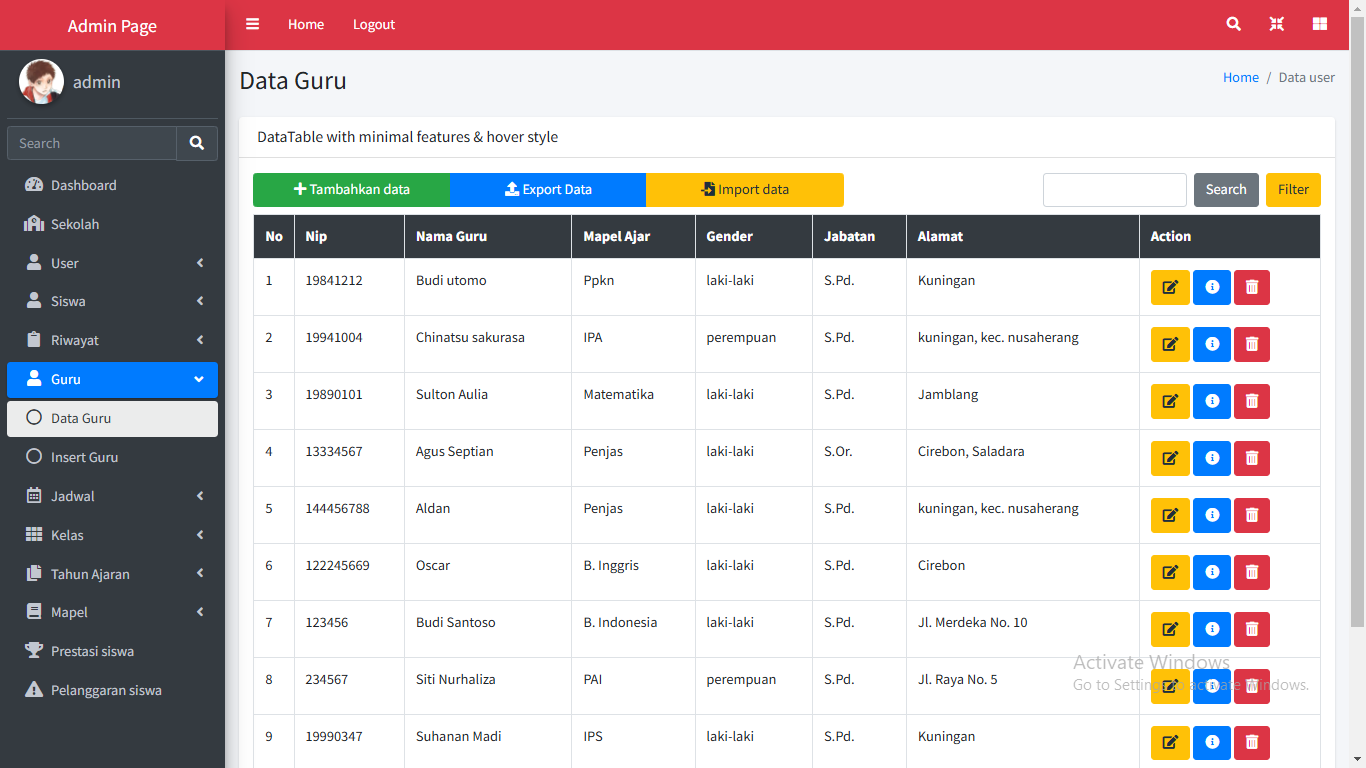 Admin Page
Home Logout
admin
Search
Dashboard
Sekolah
User
Siswa
Riwayat
Guru
Data Guru
Insert Guru
Jadwal
Kelas
Tahun Ajaran
Mapel
Prestasi siswa
Pelanggaran siswa
Data Guru
Home / Data user
DataTable with minimal features & hover style
Tambahkan data Export Data Import data Search Filter
No Nip Nama Guru Mapel Ajar Gender Jabatan Alamat Action
1 19841212 Budi utomo Ppkn laki-laki S.Pd. Kuningan
2 19941004 Chinatsu sakurasa IPA perempuan S.Pd. kuningan, kec. nusaherang
3 19890101 Sulton Aulia Matematika laki-laki S.Pd. Jamblang
4 13334567 Agus Septian Penjas laki-laki S.Or. Cirebon, Saladara
5 144456788 Aldan Penjas laki-laki S.Pd. kuningan, kec. nusaherang
6 122245669 Oscar B. Inggris laki-laki S.Pd. Cirebon
7 123456 Budi Santoso B. Indonesia laki-laki S.Pd. Jl. Merdeka No. 10
8 234567 Siti Nurhaliza PAI perempuan S.Pd. Jl. Raya No. 5
9 19990347 Suhanan Madi IPS laki-laki S.Pd. Kuningan
Activate Windows
Go to Settings to activate Windows.